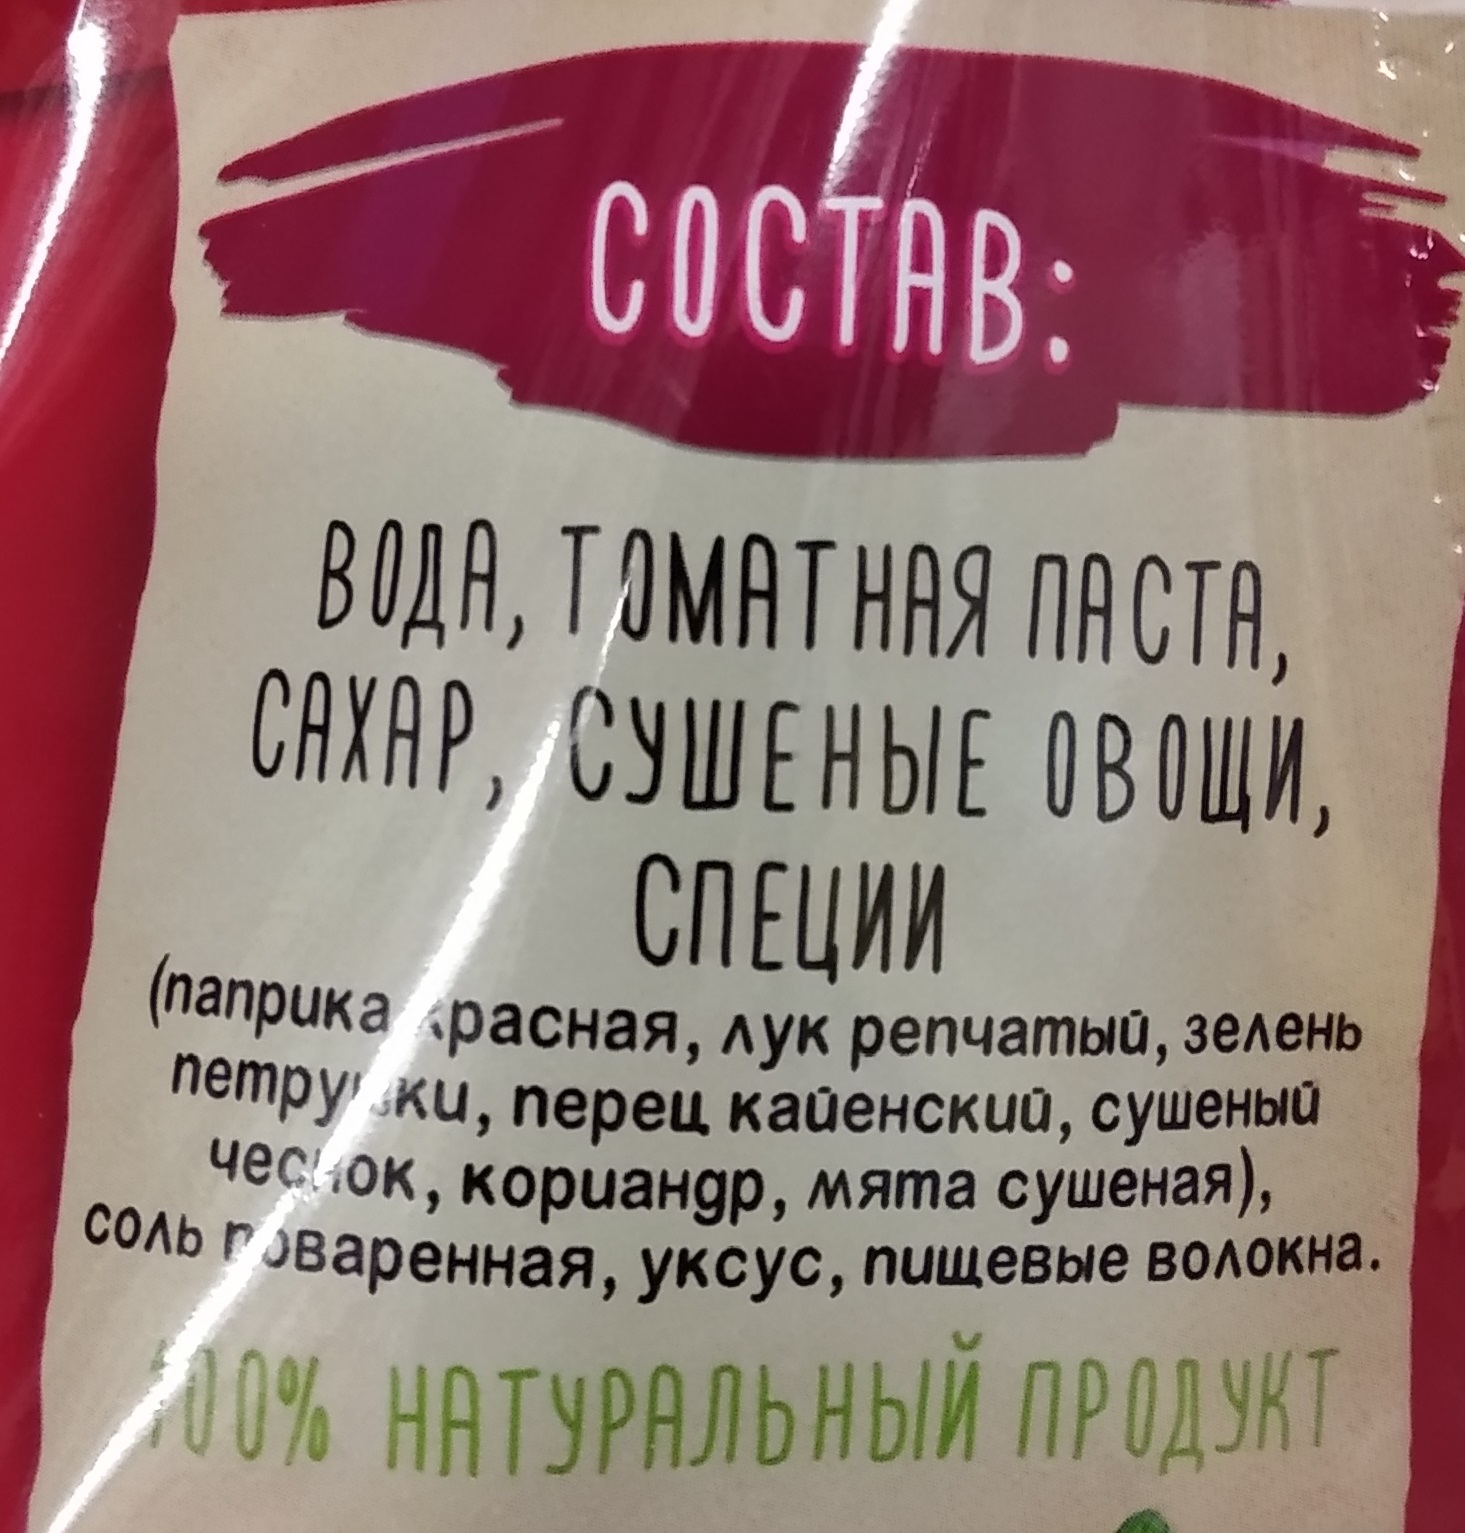 СОСТАВ:
ВОДА, ТОМАТНАЯ ПАСТА,
САХАР, СУШЕНЫЕ ОВОЩИ,
СПЕЦИИ
(паприка красная, лук репчатый, зелень
петрушки, перец кайенский, сушеный
чеснок, кориандр, мята сушеная),
соль поваренная, уксус, пищевые волокна.
100% НАТУРАЛЬНЫЙ ПРОДУКТ